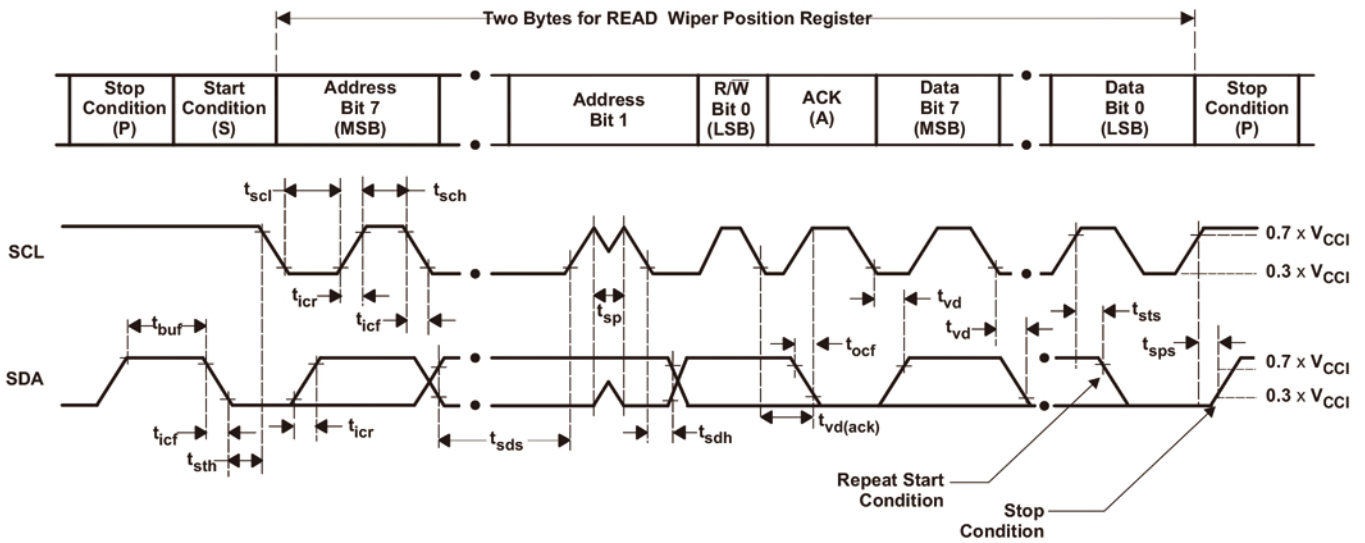 Two Bytes for READ Wiper Position Register
Stop
Condition
(P)
Start
Condition
(S)
Address
Bit 7
(MSB)
Address
Bit 1
R/W̅
Bit 0
(LSB)
ACK
(A)
Data
Bit 7
(MSB)
Data
Bit 0
(LSB)
Stop
Condition
(P)
tscl
tsch
SCL
0.7 x VCCI
0.3 x VCCI
ticr
ticf
tsp
tvd
tvd
tsts
tbuf
tocf
tsps
SDA
0.7 x VCCI
0.3 x VCCI
ticf
ticr
tsth
tsds
tsdh
tvd(ack)
Repeat Start
Condition
Stop
Condition